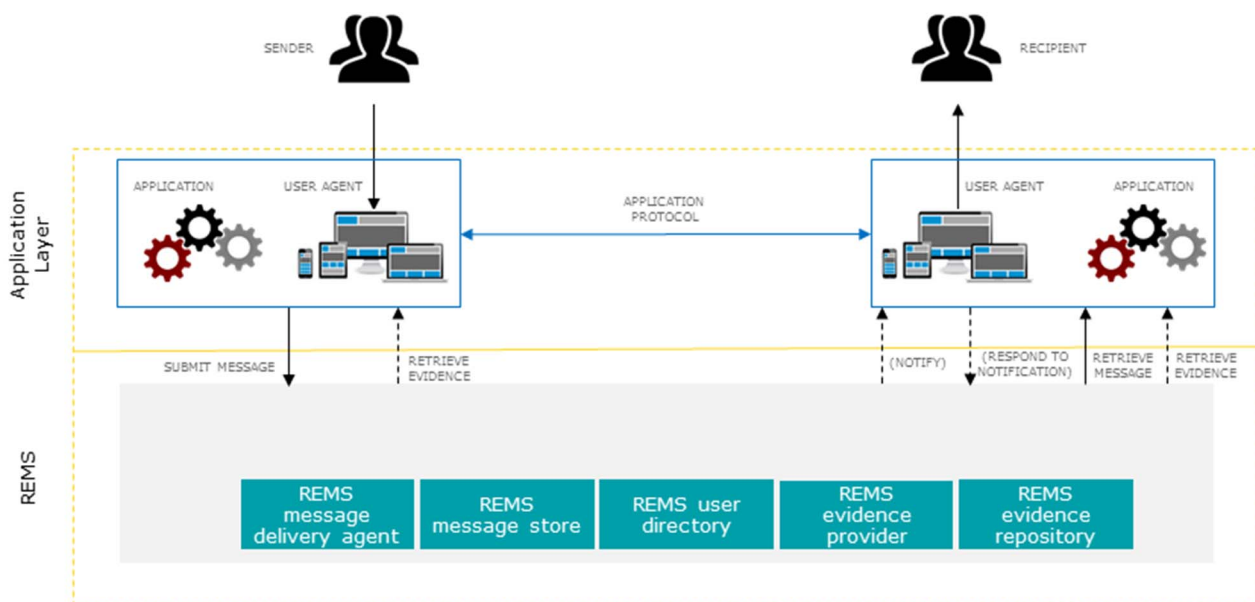 SENDER
RECIPIENT
Application
Layer
APPLICATION
USER AGENT
APPLICATION
PROTOCOL
USER AGENT
APPLICATION
SUBMIT MESSAGE
RETRIEVE
EVIDENCE
(NOTIFY)
(RESPOND TO
NOTIFICATION)
RETRIEVE
MESSAGE
RETRIEVE
EVIDENCE
REMS
REMS
message
delivery agent
REMS
message store
REMS user
directory
REMS
evidence
provider
REMS
evidence
repository